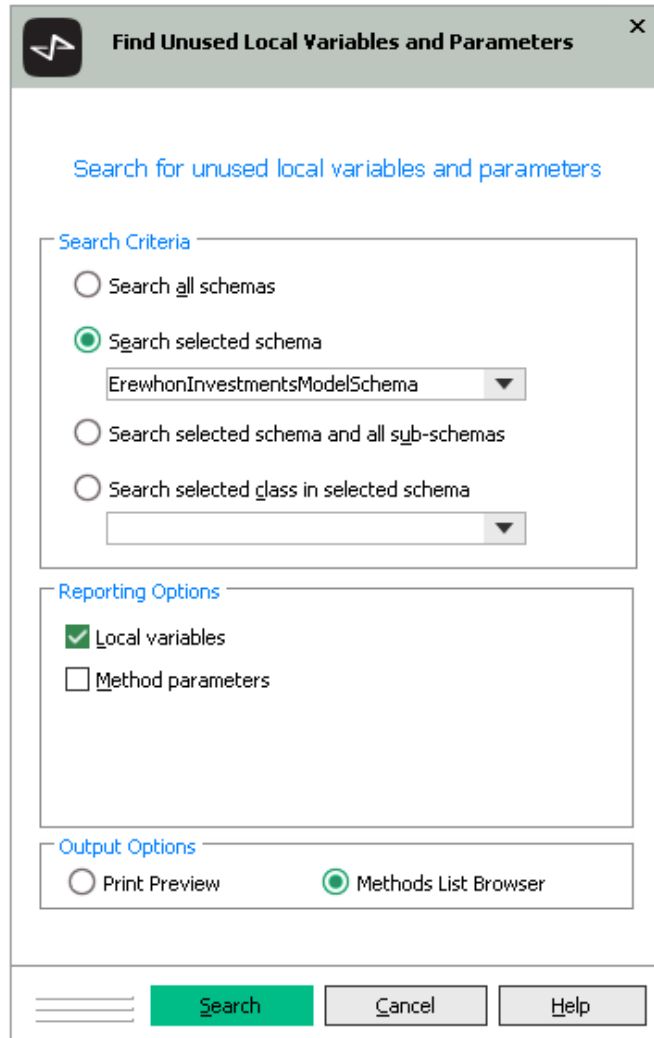 Find Unused Local Variables and Parameters
Search for unused local variables and parameters
Search Criteria
Search all schemas
Search selected schema
ErewhonInvestmentsModelSchema
Search selected schema and all sub-schemas
Search selected class in selected schema
Reporting Options
Local variables
Method parameters
Output Options
Print Preview Methods List Browser
Search Cancel Help